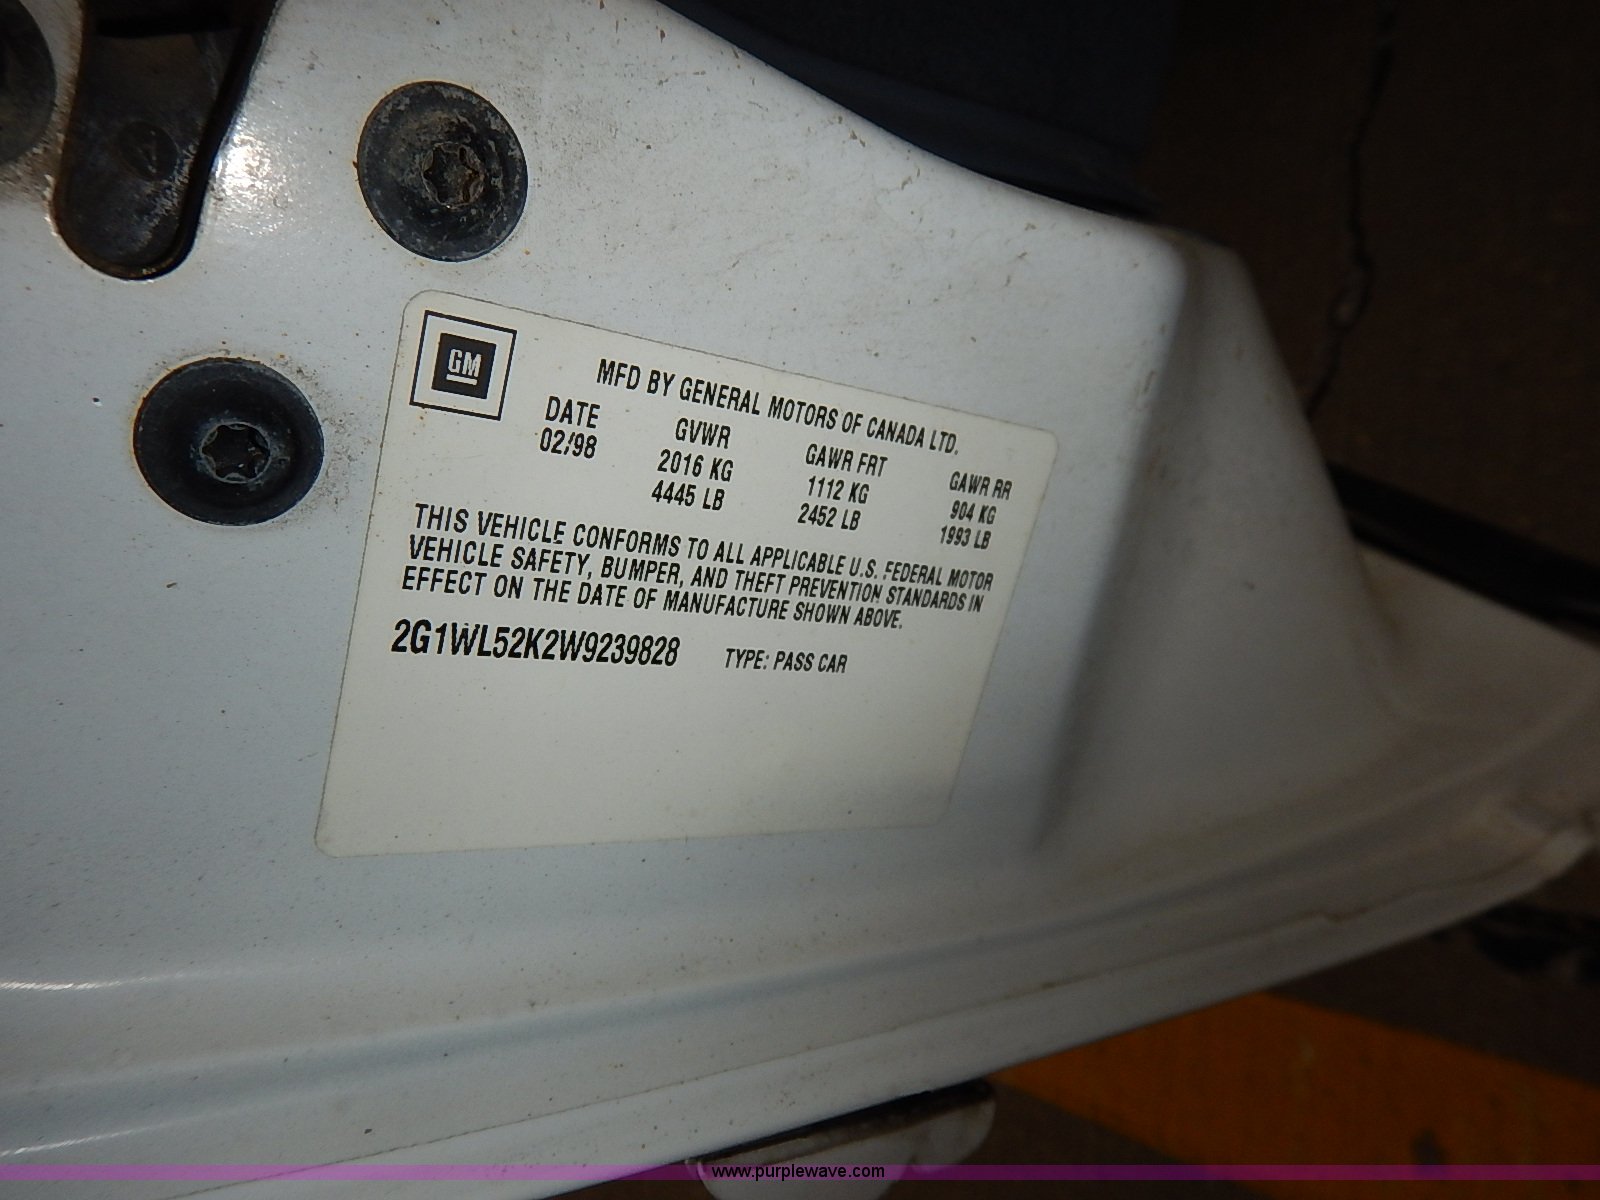 GM
MFD BY GENERAL MOTORS OF CANADA LTD.
DATE GVWR GAWR FRT GAWR RR
02/98 2016 KG 1112 KG 904 KG
4445 LB 2452 LB 1993 LB
THIS VEHICLE CONFORMS TO ALL APPLICABLE U.S. FEDERAL MOTOR
VEHICLE SAFETY, BUMPER, AND THEFT PREVENTION STANDARDS IN
EFFECT ON THE DATE OF MANUFACTURE SHOWN ABOVE.
2G1WL52K2W9239828 TYPE: PASS CAR
www.purplewave.com